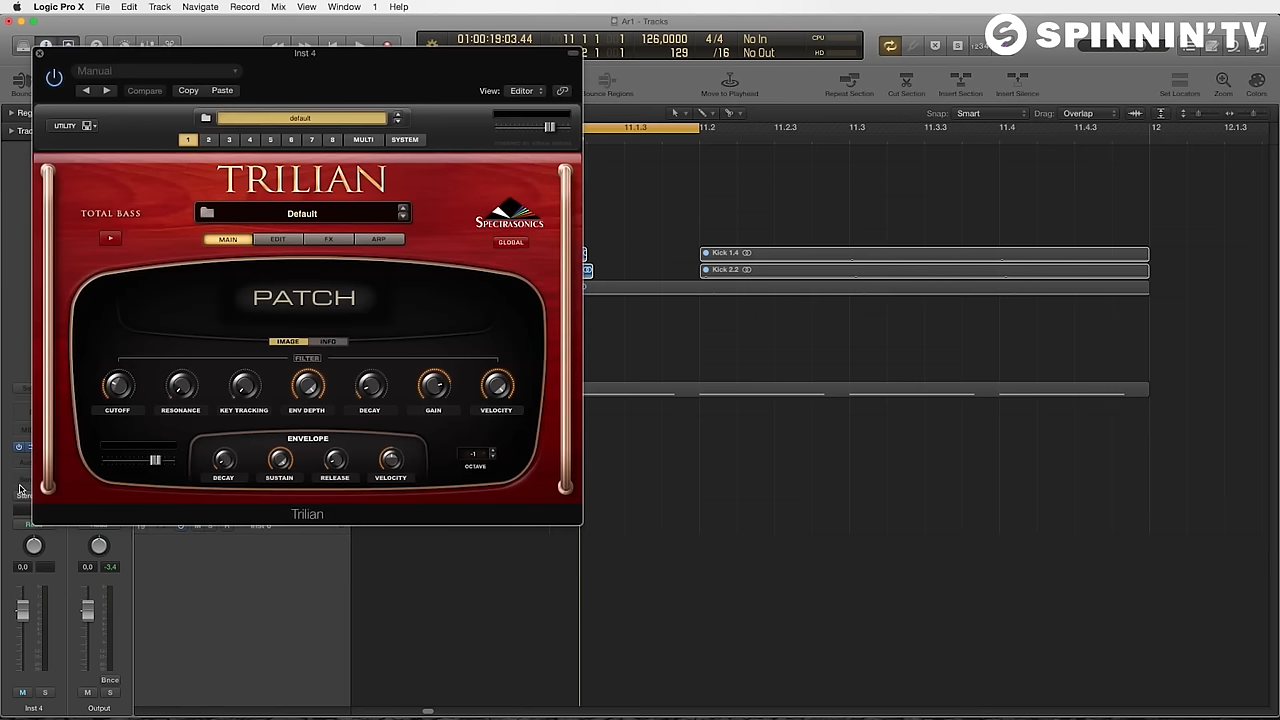 Logic Pro X File Edit Track Navigate Record Mix View Window 1 Help
Ar1 - Tracks
SPINNIN' TV
01:00:19:03.44 11 1 1 1 126,0000 4/4 No In CPU
129 /16 No Out HD
Inst 4
Manual
Compare Copy Paste View: Editor
Move to Playhead Repeat Section Cut Section Insert Section Insert Silence Set Locators Zoom Colors
Snap: Smart Drag: Overlap
11.1.3 11.2 11.2.3 11.3 11.3.3 11.4 11.4.3 12 12.1.3
UTILITY default
1 2 3 4 5 6 7 8 MULTI SYSTEM
TRILIAN
TOTAL BASS Default SPECTRASONICS
MAIN EDIT FX ARP GLOBAL
Kick 1.4
Kick 2.2
PATCH
IMAGE INFO
FILTER
CUTOFF RESONANCE KEY TRACKING ENV DEPTH DECAY GAIN VELOCITY
ENVELOPE
-1
OCTAVE
DECAY SUSTAIN RELEASE VELOCITY
Trilian
0,0 0,0 -3,4
Bnce
M S M S
Inst 4 Output